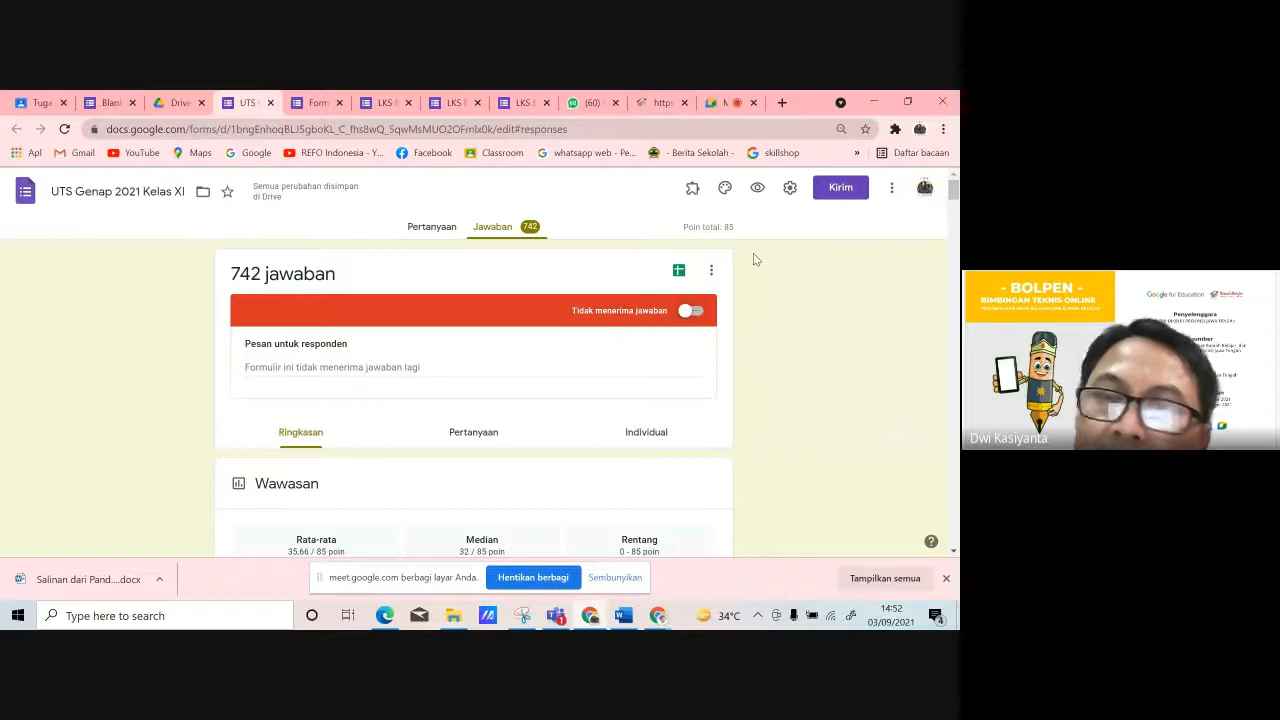 Tuga
Blank
Drive
UTS
Form
LKS
LKS
LKS
(60)
https
docs.google.com/forms/d/1bngEnhoqBLJ5gboKL_C_fhs8wQ_5qwMsMUO2OFmlx0k/edit#responses
Apl
Gmail
YouTube
Maps
Google
REFO Indonesia - Y...
Facebook
Classroom
whatsapp web - Pe...
- Berita Sekolah -
skillshop
»
Daftar bacaan
UTS Genap 2021 Kelas XI
Semua perubahan disimpan
di Drive
Kirim
Pertanyaan
Jawaban 742
Poin total: 85
742 jawaban
Tidak menerima jawaban
Pesan untuk responden
Formulir ini tidak menerima jawaban lagi
Ringkasan
Pertanyaan
Individual
Wawasan
Rata-rata
35,66 / 85 poin
Median
32 / 85 poin
Rentang
0 - 85 poin
Salinan dari Pand....docx
meet.google.com berbagi layar Anda.
Hentikan berbagi
Sembunyikan
Tampilkan semua
Type here to search
34°C
14:52
03/09/2021
- BOLPEN -
BIMBINGAN TEKNIS ONLINE
Google for Education
Penyelenggara
Dwi Kasiyanta